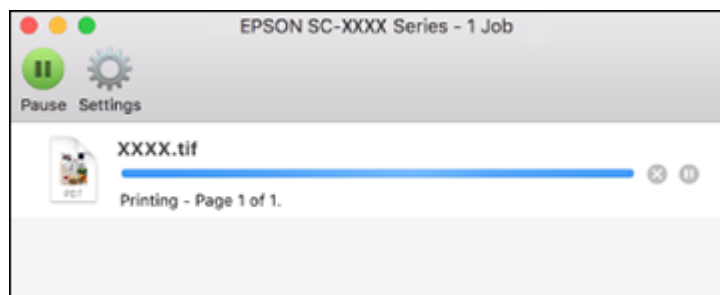 EPSON SC-XXXX Series - 1 Job
Pause Settings
XXXX.tif
PDF
Printing - Page 1 of 1.